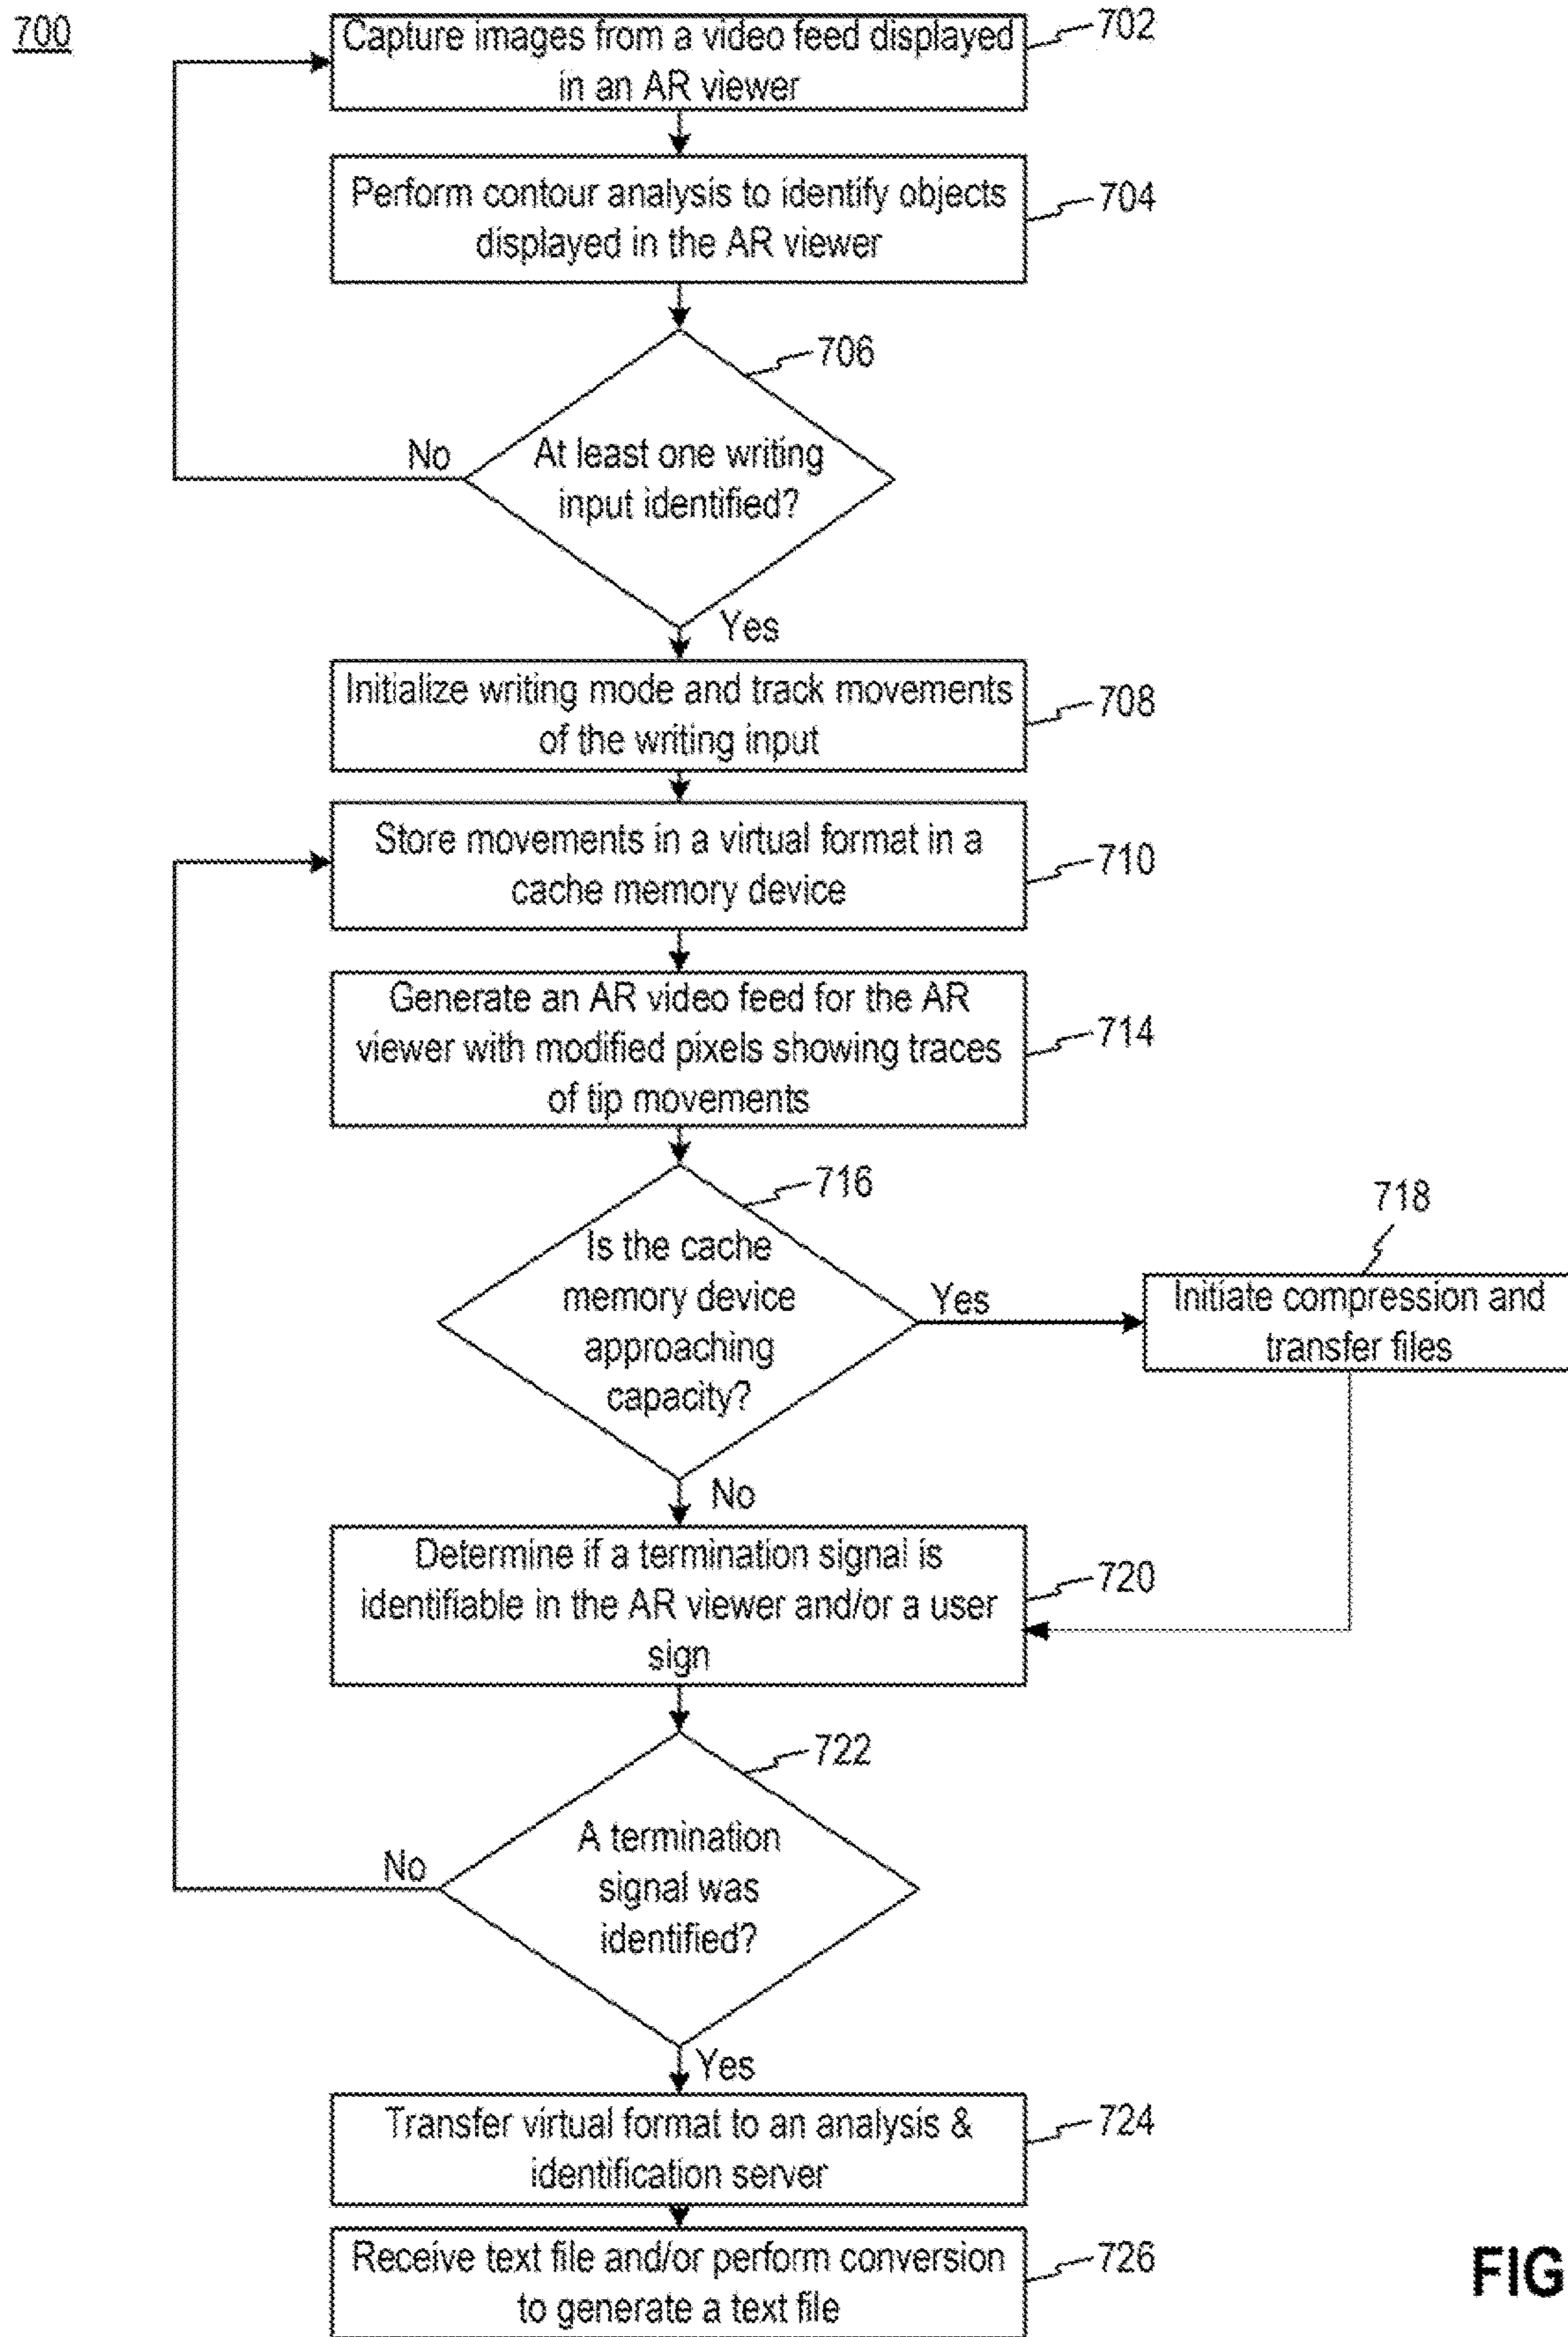 700
Capture images from a video feed displayed
in an AR viewer
702
Perform contour analysis to identify objects
displayed in the AR viewer
704
706
At least one writing
input identified?
No
Yes
Initialize writing mode and track movements
of the writing input
708
Store movements in a virtual format in a
cache memory device
710
Generate an AR video feed for the AR
viewer with modified pixels showing traces
of tip movements
714
716
Is the cache
memory device
approaching
capacity?
Yes
718
Initiate compression and
transfer files
No
Determine if a termination signal is
identifiable in the AR viewer and/or a user
sign
720
722
A termination
signal was
identified?
No
Yes
Transfer virtual format to an analysis &
identification server
724
Receive text file and/or perform conversion
to generate a text file
726
FIG